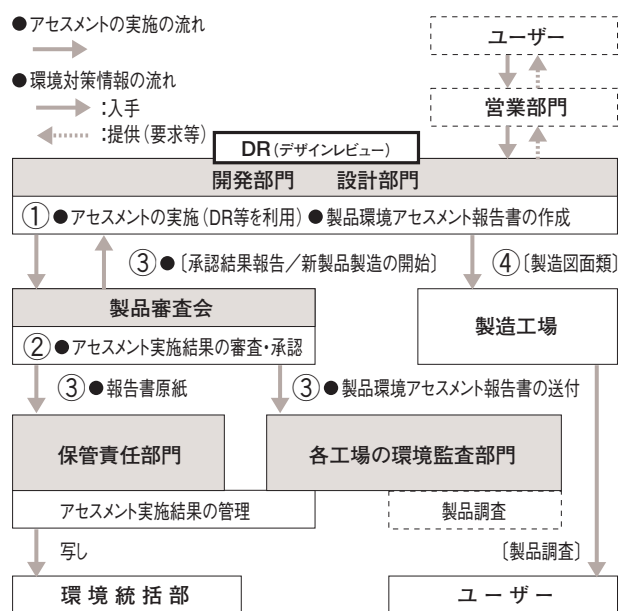 ●アセスメントの実施の流れ
●環境対策情報の流れ
:入手
:提供(要求等)
ユーザー
営業部門
DR(デザインレビュー)
開発部門 設計部門
①●アセスメントの実施(DR等を利用)●製品環境アセスメント報告書の作成
③●〔承認結果報告/新製品製造の開始〕
④〔製造図面類〕
製品審査会
②●アセスメント実施結果の審査・承認
製造工場
③●報告書原紙
③●製品環境アセスメント報告書の送付
保管責任部門
各工場の環境監査部門
アセスメント実施結果の管理
製品調査
写し
〔製品調査〕
環境統括部
ユーザー